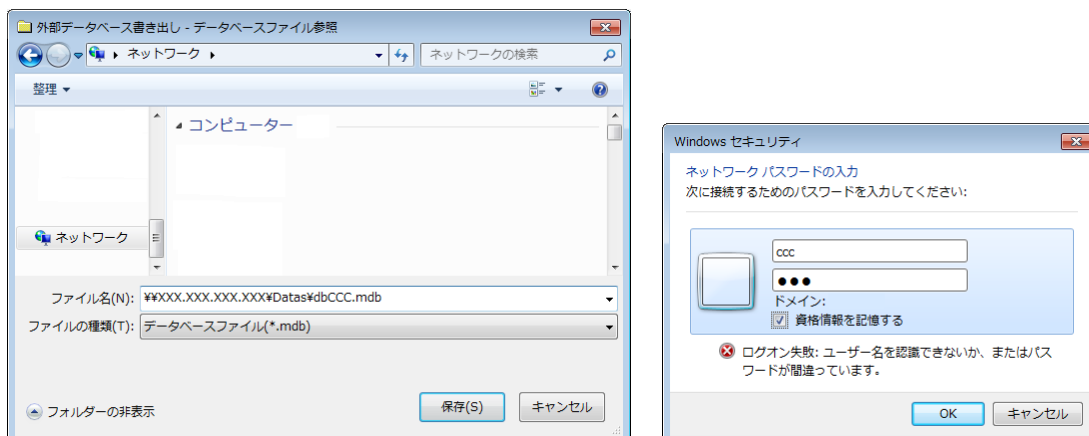 外部データベース書き出し - データベースファイル参照
ネットワーク
ネットワークの検索
整理
コンピューター
ネットワーク
ファイル名(N): ¥¥XXX.XXX.XXX.XXX¥Datas¥dbCCC.mdb
ファイルの種類(T): データベースファイル(*.mdb)
フォルダーの非表示
保存(S)
キャンセル
Windows セキュリティ
ネットワーク パスワードの入力
次に接続するためのパスワードを入力してください:
ccc
●●●
ドメイン:
資格情報を記憶する
ログオン失敗: ユーザー名を認識できないか、またはパス
ワードが間違っています。
OK
キャンセル